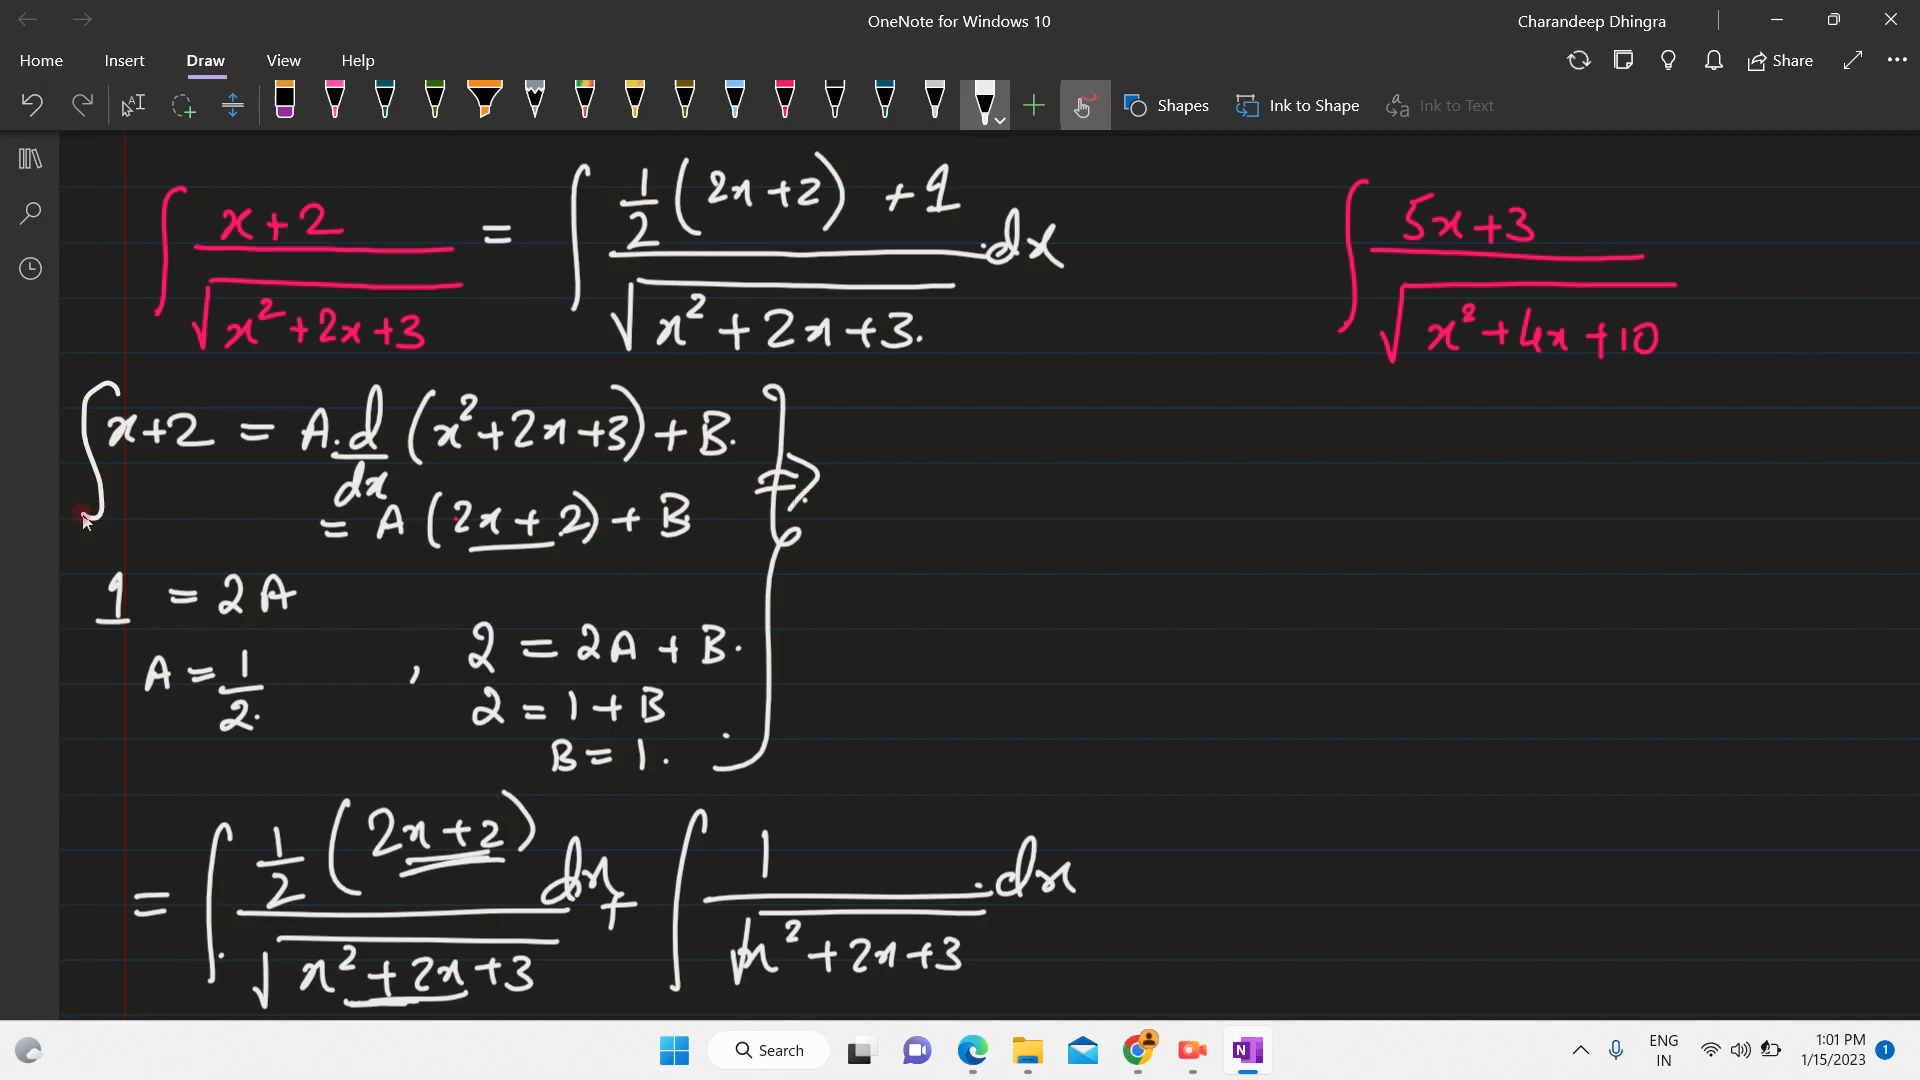 OneNote for Windows 10
Charandeep Dhingra
Home Insert Draw View Help
Share
Shapes Ink to Shape Ink to Text
∫ x+2 / √(x²+2x+3) = ∫ (1/2 (2x+2) + 1) / √(x²+2x+3) . dx
∫ 5x+3 / √(x²+4x+10)
x+2 = A. d/dx (x²+2x+3) + B. ⇒
= A (2x+2) + B
1 = 2A
A = 1/2. , 2 = 2A + B.
2 = 1 + B
B = 1.
= ∫ 1/2 (2x+2) / √(x²+2x+3) dx + ∫ 1 / √(x²+2x+3) . dx
Search
ENG
IN
1:01 PM
1/15/2023
1